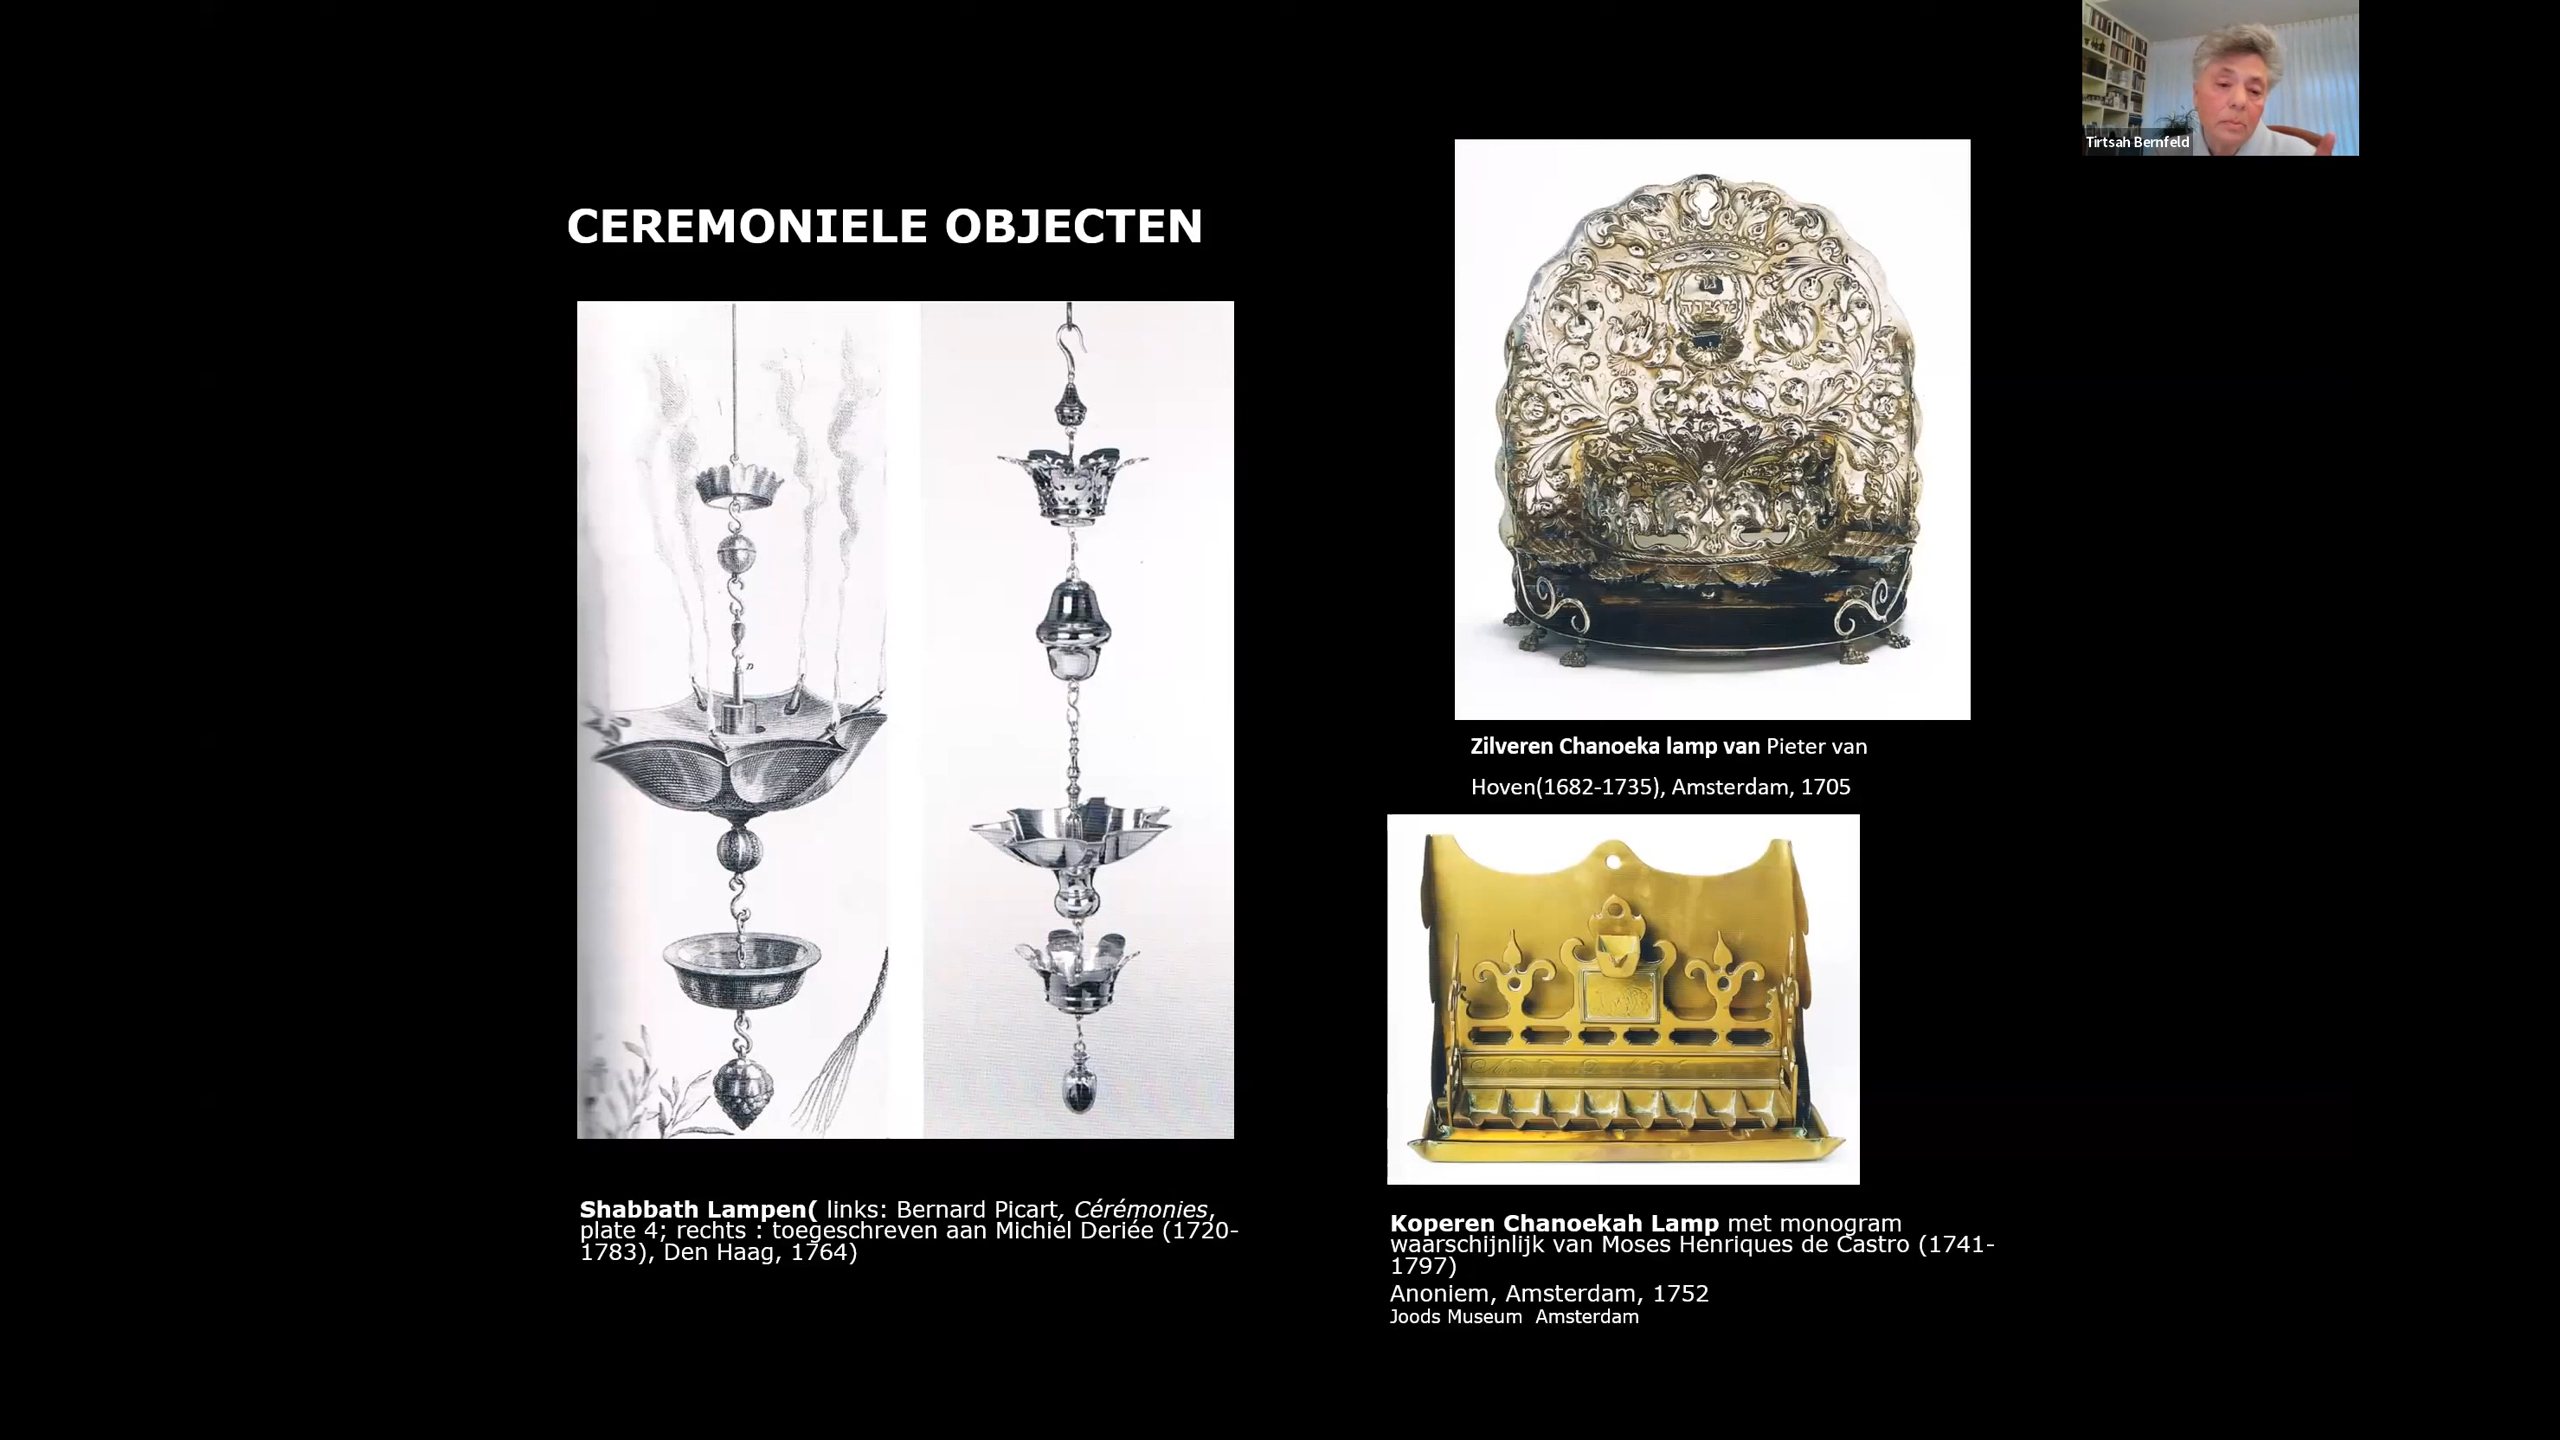 Tirtsah Bernfeld
CEREMONIELE OBJECTEN
נר
מצוה
Zilveren Chanoeka lamp van Pieter van
Hoven(1682-1735), Amsterdam, 1705
Shabbath Lampen( links: Bernard Picart, Cérémonies,
plate 4; rechts : toegeschreven aan Michiel Deriée (1720-
1783), Den Haag, 1764)
Koperen Chanoekah Lamp met monogram
waarschijnlijk van Moses Henriques de Castro (1741-
1797)
Anoniem, Amsterdam, 1752
Joods Museum  Amsterdam